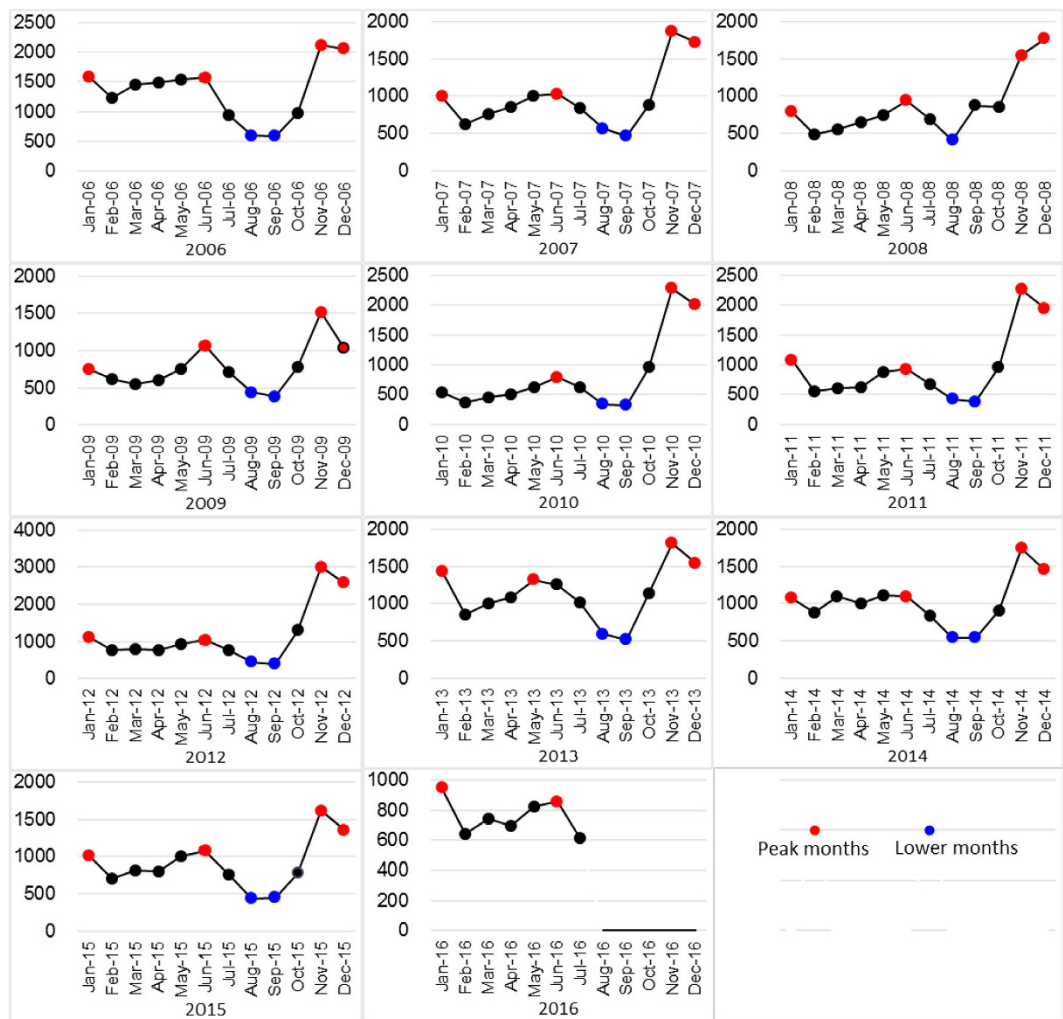 2500
2000
1500
1000
500
0
Jan-06
Feb-06
Mar-06
Apr-06
May-06
Jun-06
Jul-06
Aug-06
Sep-06
Oct-06
Nov-06
Dec-06
2006
2000
1500
1000
500
0
Jan-07
Feb-07
Mar-07
Apr-07
May-07
Jun-07
Jul-07
Aug-07
Sep-07
Oct-07
Nov-07
Dec-07
2007
2000
1500
1000
500
0
Jan-08
Feb-08
Mar-08
Apr-08
May-08
Jun-08
Jul-08
Aug-08
Sep-08
Oct-08
Nov-08
Dec-08
2008
2000
1500
1000
500
0
Jan-09
Feb-09
Mar-09
Apr-09
May-09
Jun-09
Jul-09
Aug-09
Sep-09
Oct-09
Nov-09
Dec-09
2009
2500
2000
1500
1000
500
0
Jan-10
Feb-10
Mar-10
Apr-10
May-10
Jun-10
Jul-10
Aug-10
Sep-10
Oct-10
Nov-10
Dec-10
2010
2500
2000
1500
1000
500
0
Jan-11
Feb-11
Mar-11
Apr-11
May-11
Jun-11
Jul-11
Aug-11
Sep-11
Oct-11
Nov-11
Dec-11
2011
4000
3000
2000
1000
0
Jan-12
Feb-12
Mar-12
Apr-12
May-12
Jun-12
Jul-12
Aug-12
Sep-12
Oct-12
Nov-12
Dec-12
2012
2000
1500
1000
500
0
Jan-13
Feb-13
Mar-13
Apr-13
May-13
Jun-13
Jul-13
Aug-13
Sep-13
Oct-13
Nov-13
Dec-13
2013
2000
1500
1000
500
0
Jan-14
Feb-14
Mar-14
Apr-14
May-14
Jun-14
Jul-14
Aug-14
Sep-14
Oct-14
Nov-14
Dec-14
2014
2000
1500
1000
500
0
Jan-15
Feb-15
Mar-15
Apr-15
May-15
Jun-15
Jul-15
Aug-15
Sep-15
Oct-15
Nov-15
Dec-15
2015
1000
800
600
400
200
0
Jan-16
Feb-16
Mar-16
Apr-16
May-16
Jun-16
Jul-16
Aug-16
Sep-16
Oct-16
Nov-16
Dec-16
2016
Peak months
Lower months